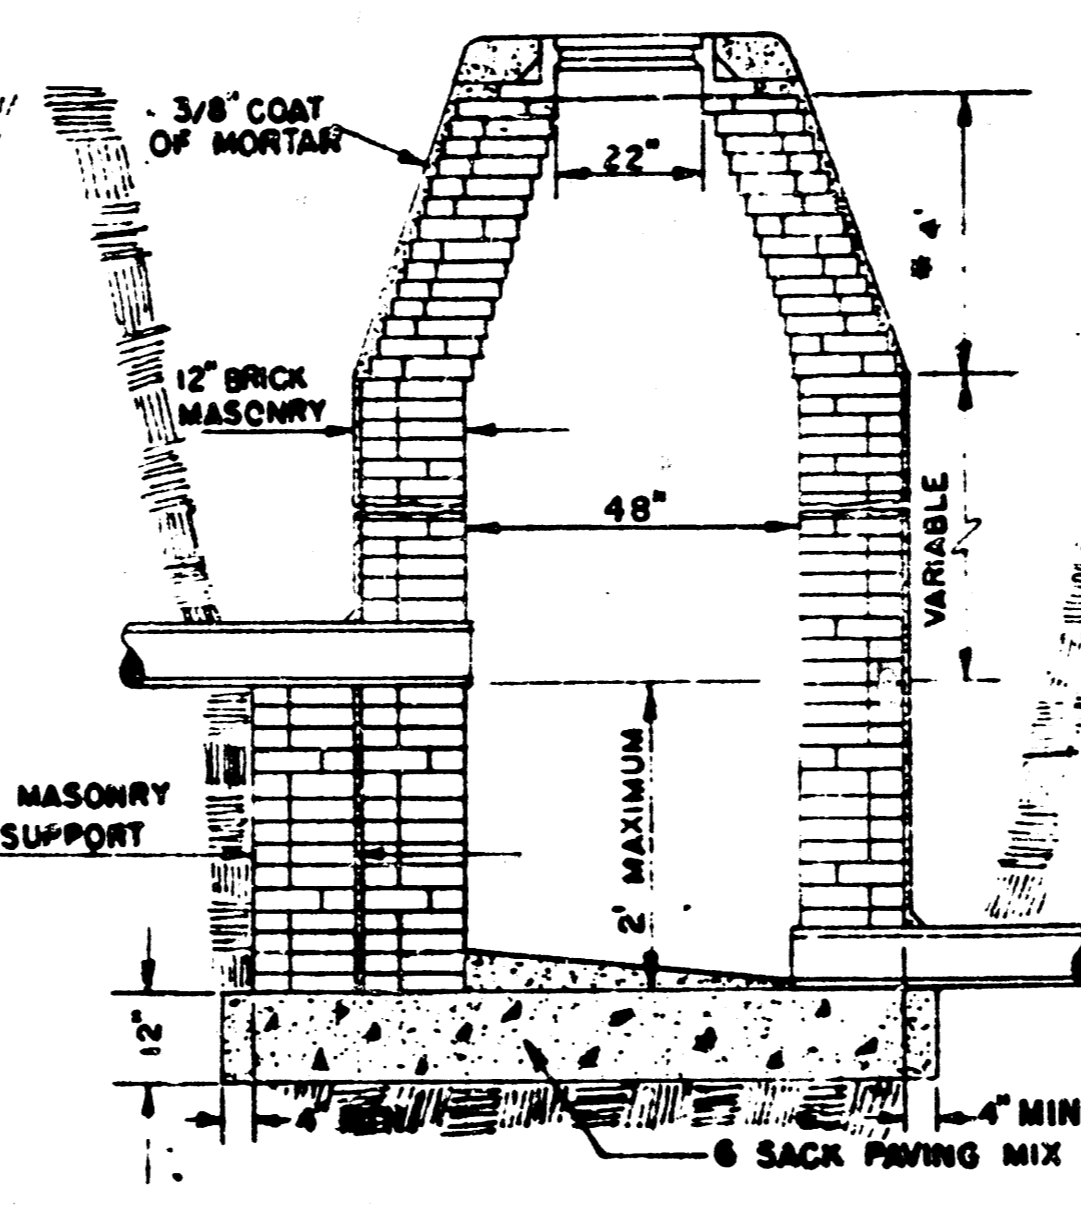 3/8" COAT
OF MORTAR
22"
# 4'
12" BRICK
MASONRY
48"
VARIABLE
MASONRY
SUPPORT
2' MAXIMUM
12"
4" MIN
4" MIN
6 SACK PAVING MIX